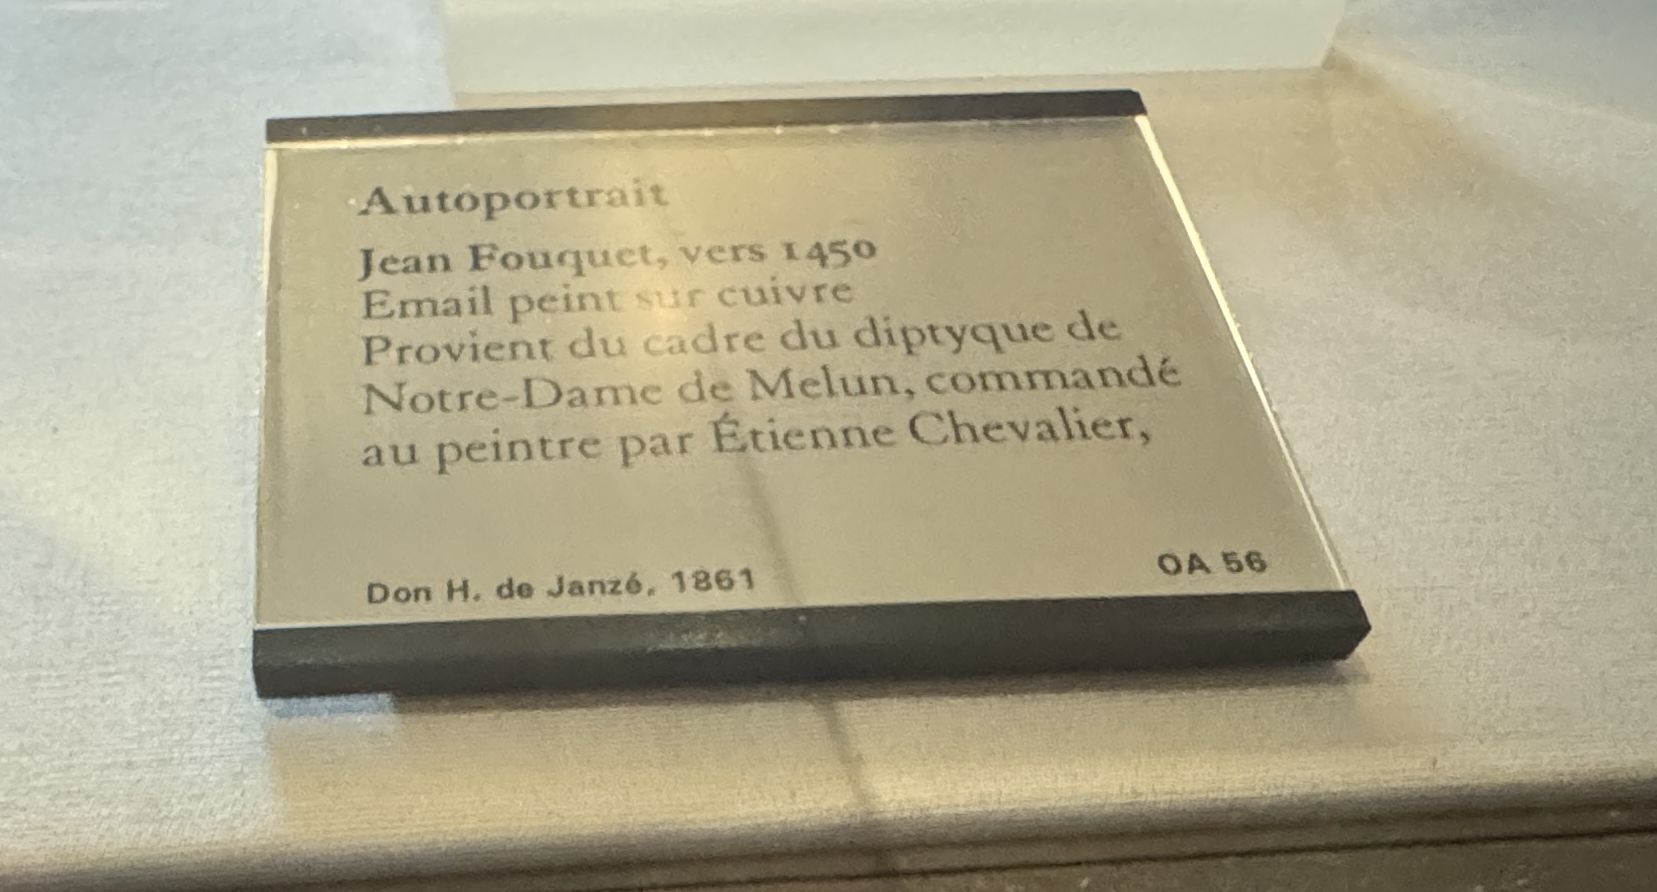 Autoportrait
Jean Fouquet, vers 1450
Email peint sur cuivre
Provient du cadre du diptyque de
Notre-Dame de Melun, commandé
au peintre par Étienne Chevalier,
Don H. de Janzé, 1861
OA 56